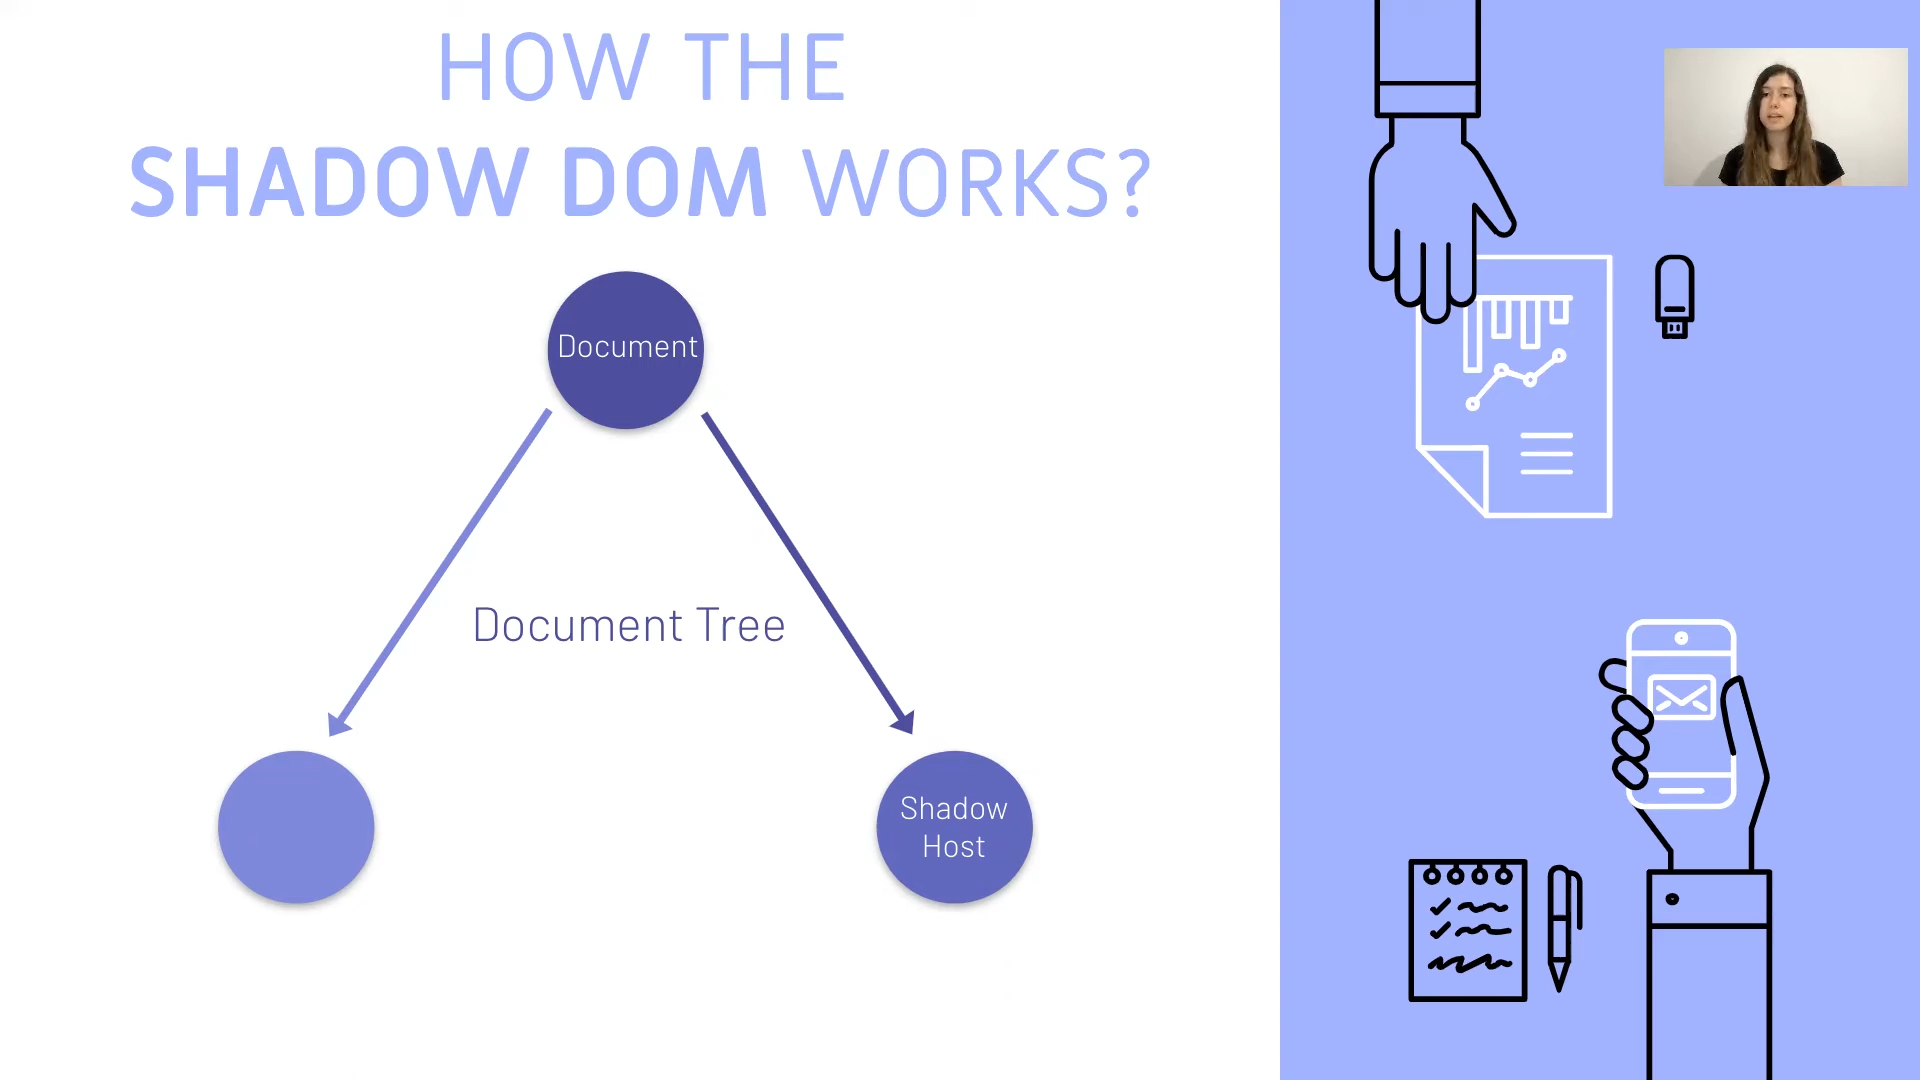 HOW THE
SHADOW DOM WORKS?
Document
Document Tree
Shadow
Host